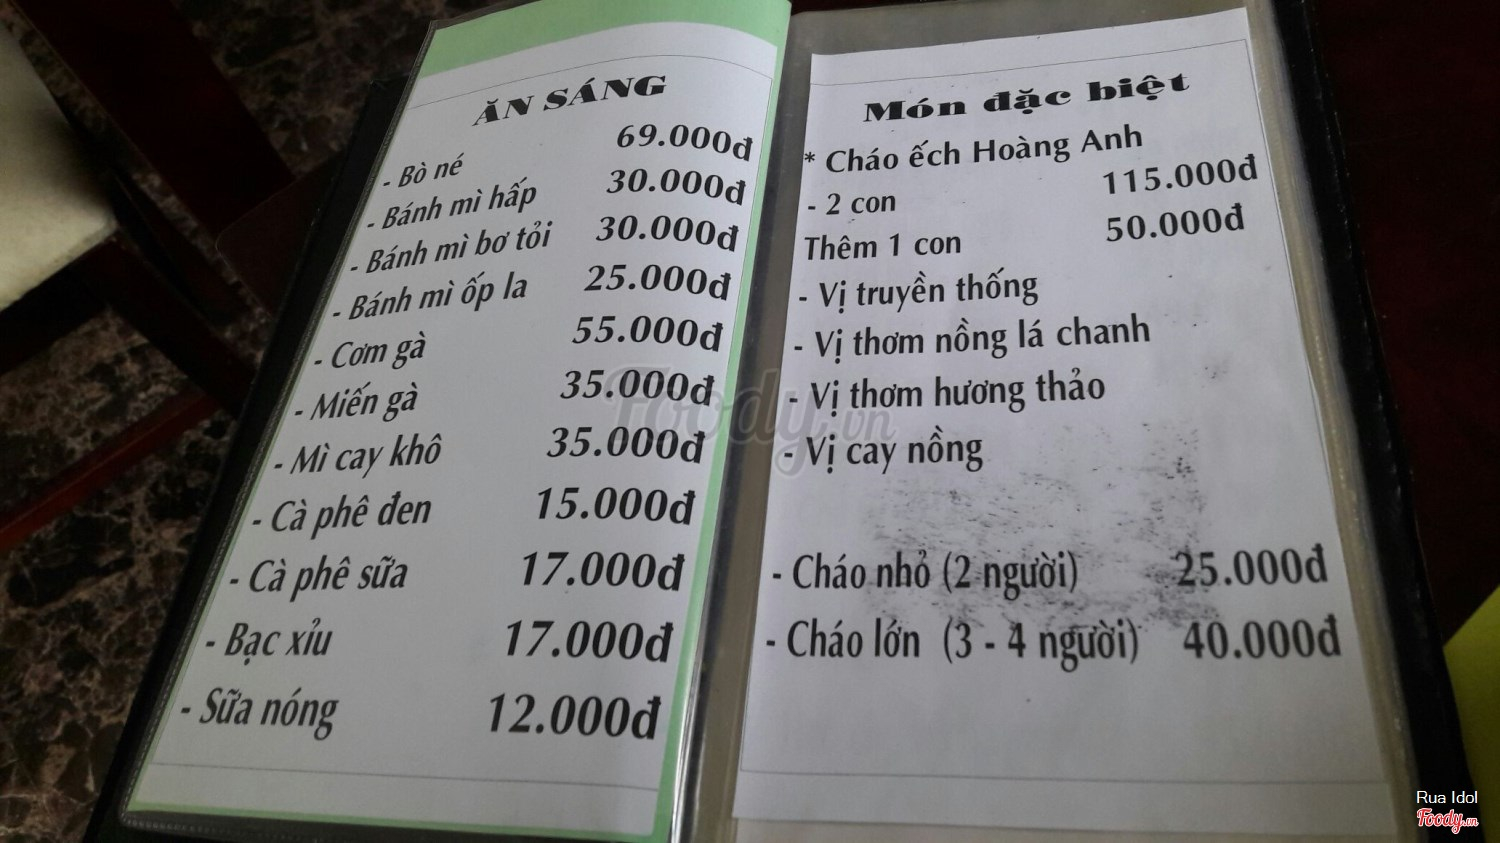 ĂN SÁNG
- Bò né 69.000đ
- Bánh mì hấp 30.000đ
- Bánh mì bơ tỏi 30.000đ
- Bánh mì ốp la 25.000đ
- Cơm gà 55.000đ
- Miến gà 35.000đ
- Mì cay khô 35.000đ
- Cà phê đen 15.000đ
- Cà phê sữa 17.000đ
- Bạc xỉu 17.000đ
- Sữa nóng 12.000đ
Món đặc biệt
* Cháo ếch Hoàng Anh
- 2 con 115.000đ
Thêm 1 con 50.000đ
- Vị truyền thống
- Vị thơm nồng lá chanh
- Vị thơm hương thảo
- Vị cay nồng
- Cháo nhỏ (2 người) 25.000đ
- Cháo lớn (3 - 4 người) 40.000đ
Foody.vn
Rua Idol
Foody.vn